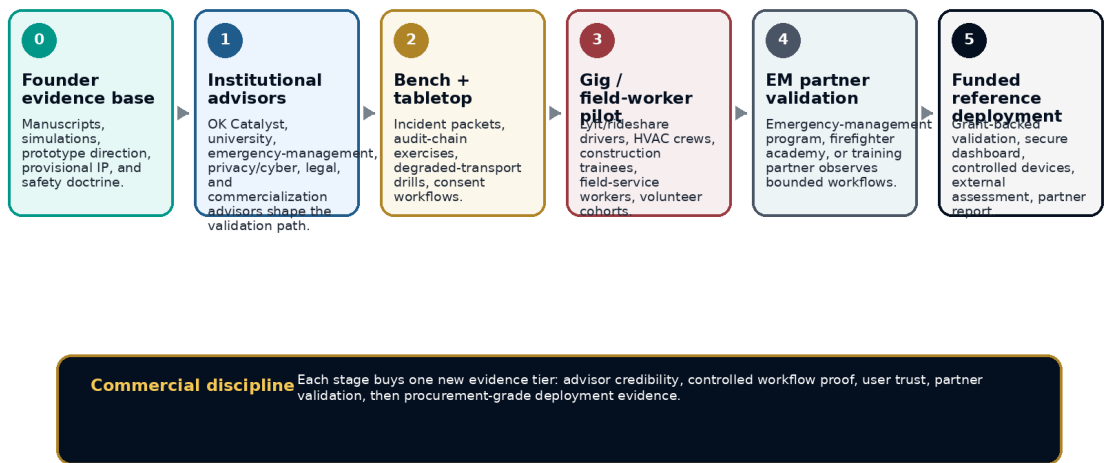 0
Founder
evidence base
Manuscripts,
simulations,
prototype direction,
provisional IP, and
safety doctrine.
1
Institutional
advisors
OK Catalyst,
university,
emergency-management,
privacy/cyber, legal,
and
commercialization
advisors shape the
validation path.
2
Bench +
tabletop
Incident packets,
audit-chain
exercises,
degraded-transport
drills, consent
workflows.
3
Gig /
field-worker
pilot
Lyft/rideshare
drivers, HVAC crews,
construction
trainees,
field-service
workers, volunteer
cohorts.
4
EM partner
validation
Emergency-management
program, firefighter
academy, or training
partner observes
bounded workflows.
5
Funded
reference
deployment
Grant-backed
validation, secure
dashboard,
controlled devices,
external
assessment, partner
report.
Commercial discipline
Each stage buys one new evidence tier: advisor credibility, controlled workflow proof, user trust, partner
validation, then procurement-grade deployment evidence.